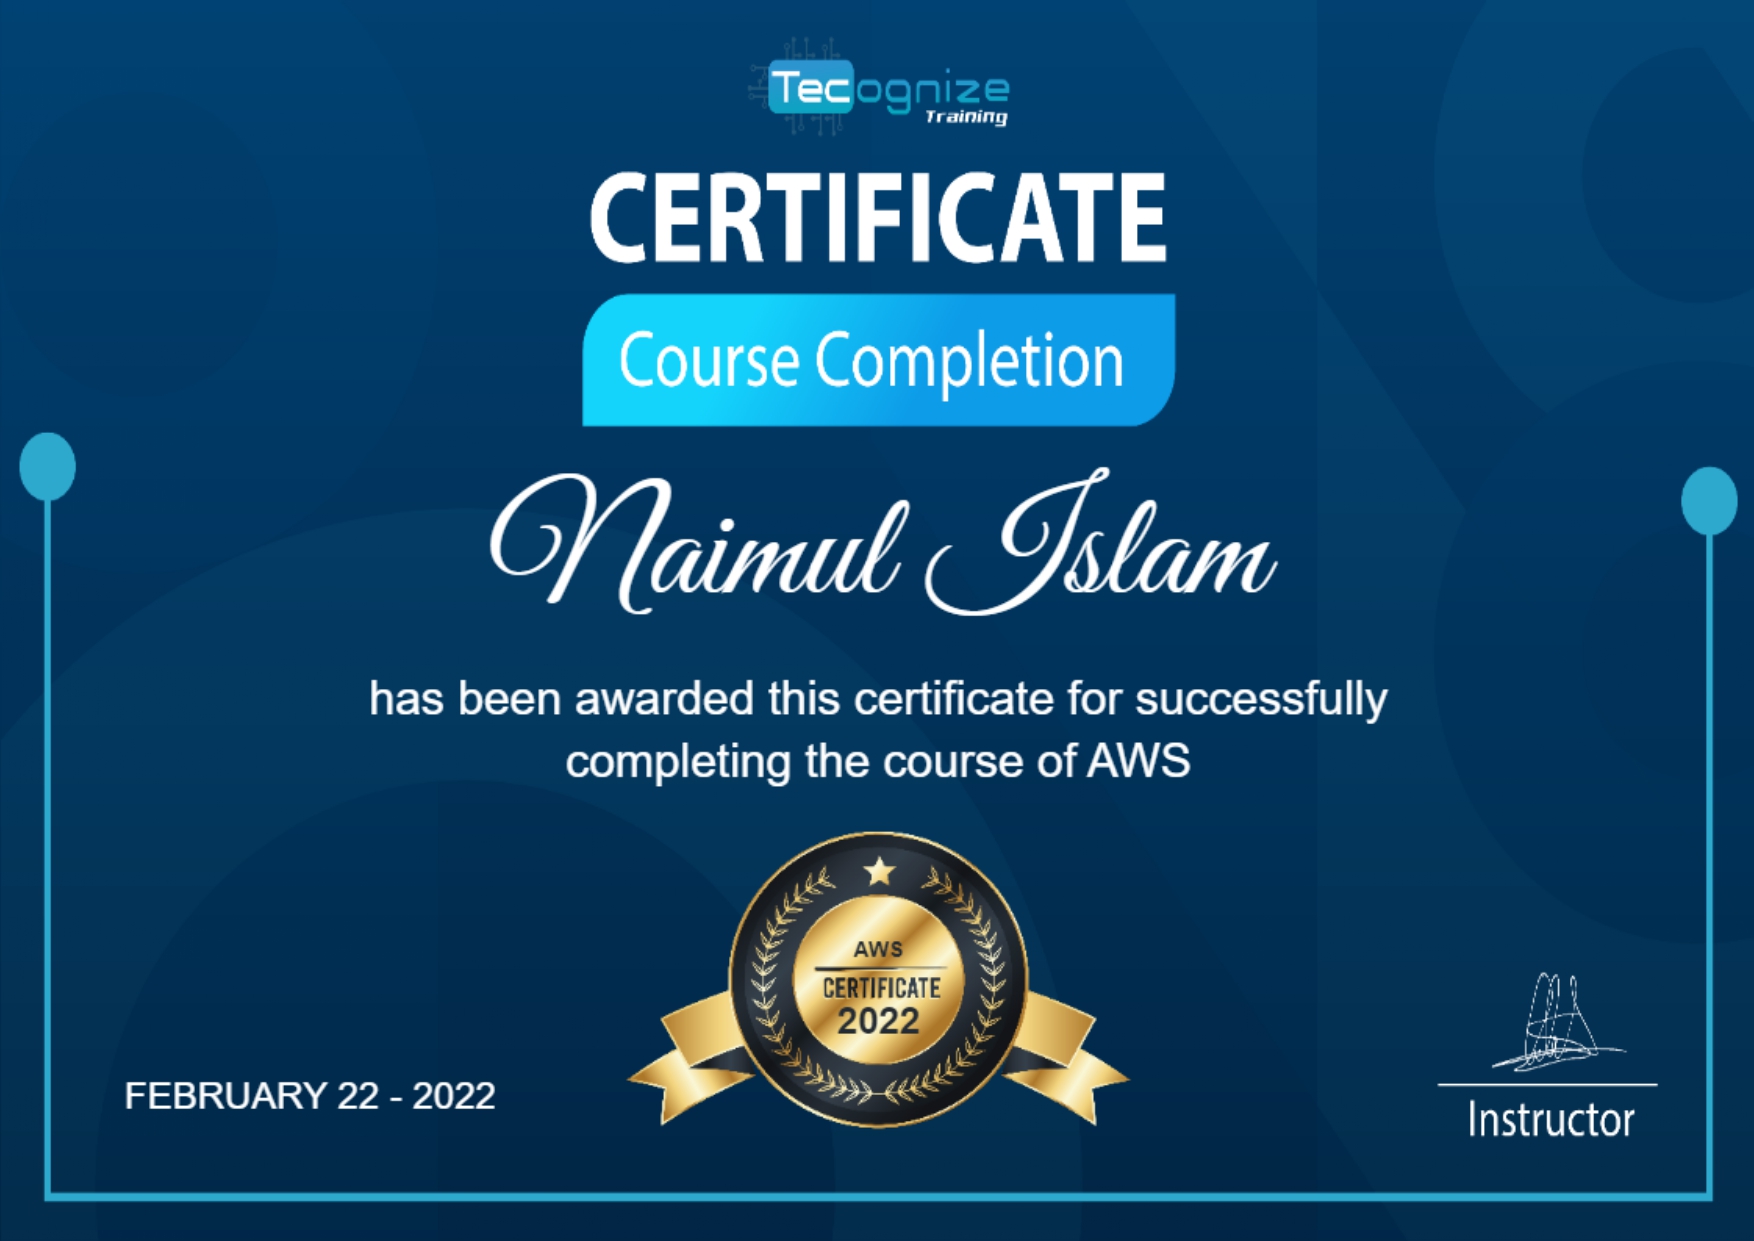 Tecognize
Training
CERTIFICATE
Course Completion
Naimul Islam
has been awarded this certificate for successfully
completing the course of AWS
AWS
CERTIFICATE
2022
FEBRUARY 22 - 2022
Instructor